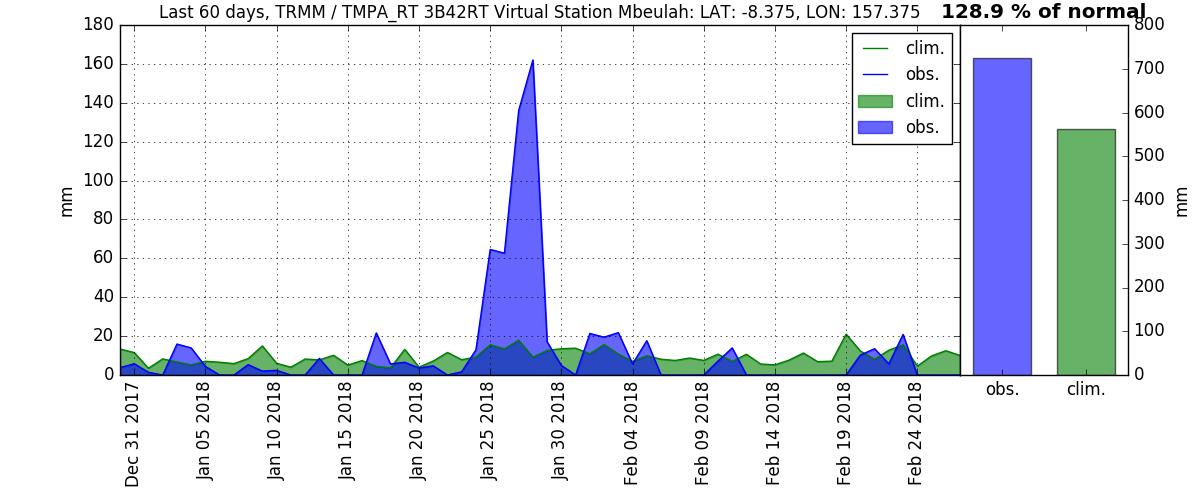 Last 60 days, TRMM / TMPA_RT 3B42RT Virtual Station Mbeulah: LAT: -8.375, LON: 157.375
128.9 % of normal
180
160
140
120
100
80
60
40
20
0
mm
clim.
obs.
clim.
obs.
Dec 31 2017
Jan 05 2018
Jan 10 2018
Jan 15 2018
Jan 20 2018
Jan 25 2018
Jan 30 2018
Feb 04 2018
Feb 09 2018
Feb 14 2018
Feb 19 2018
Feb 24 2018
800
700
600
500
400
300
200
100
0
mm
obs.
clim.